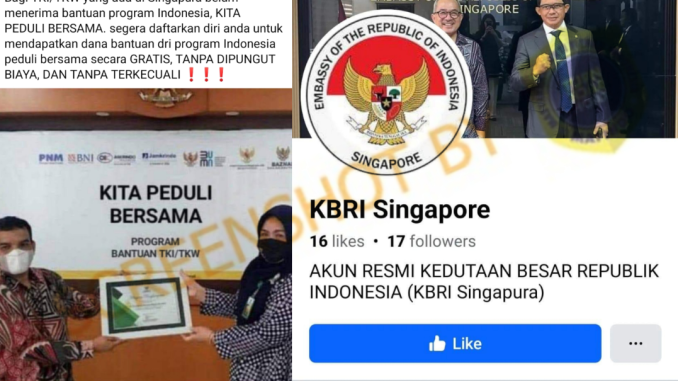 Bagi TKI/TKW yang ada di Singapura belum
menerima bantuan program Indonesia, KITA
PEDULI BERSAMA. segera daftarkan diri anda untuk
mendapatkan dana bantuan dri program Indonesia
peduli bersama secara GRATIS, TANPA DIPUNGUT
BIAYA, DAN TANPA TERKECUALI ❗❗❗
PNM BNI Jamkrindo
KITA PEDULI
BERSAMA
PROGRAM
BANTUAN TKI/TKW
SINGAPORE
EMBASSY OF THE REPUBLIC OF INDONESIA
SINGAPORE
SCREENSHOT BY
KBRI Singapore
16 likes • 17 followers
AKUN RESMI KEDUTAAN BESAR REPUBLIK
INDONESIA (KBRI Singapura)
Like
...